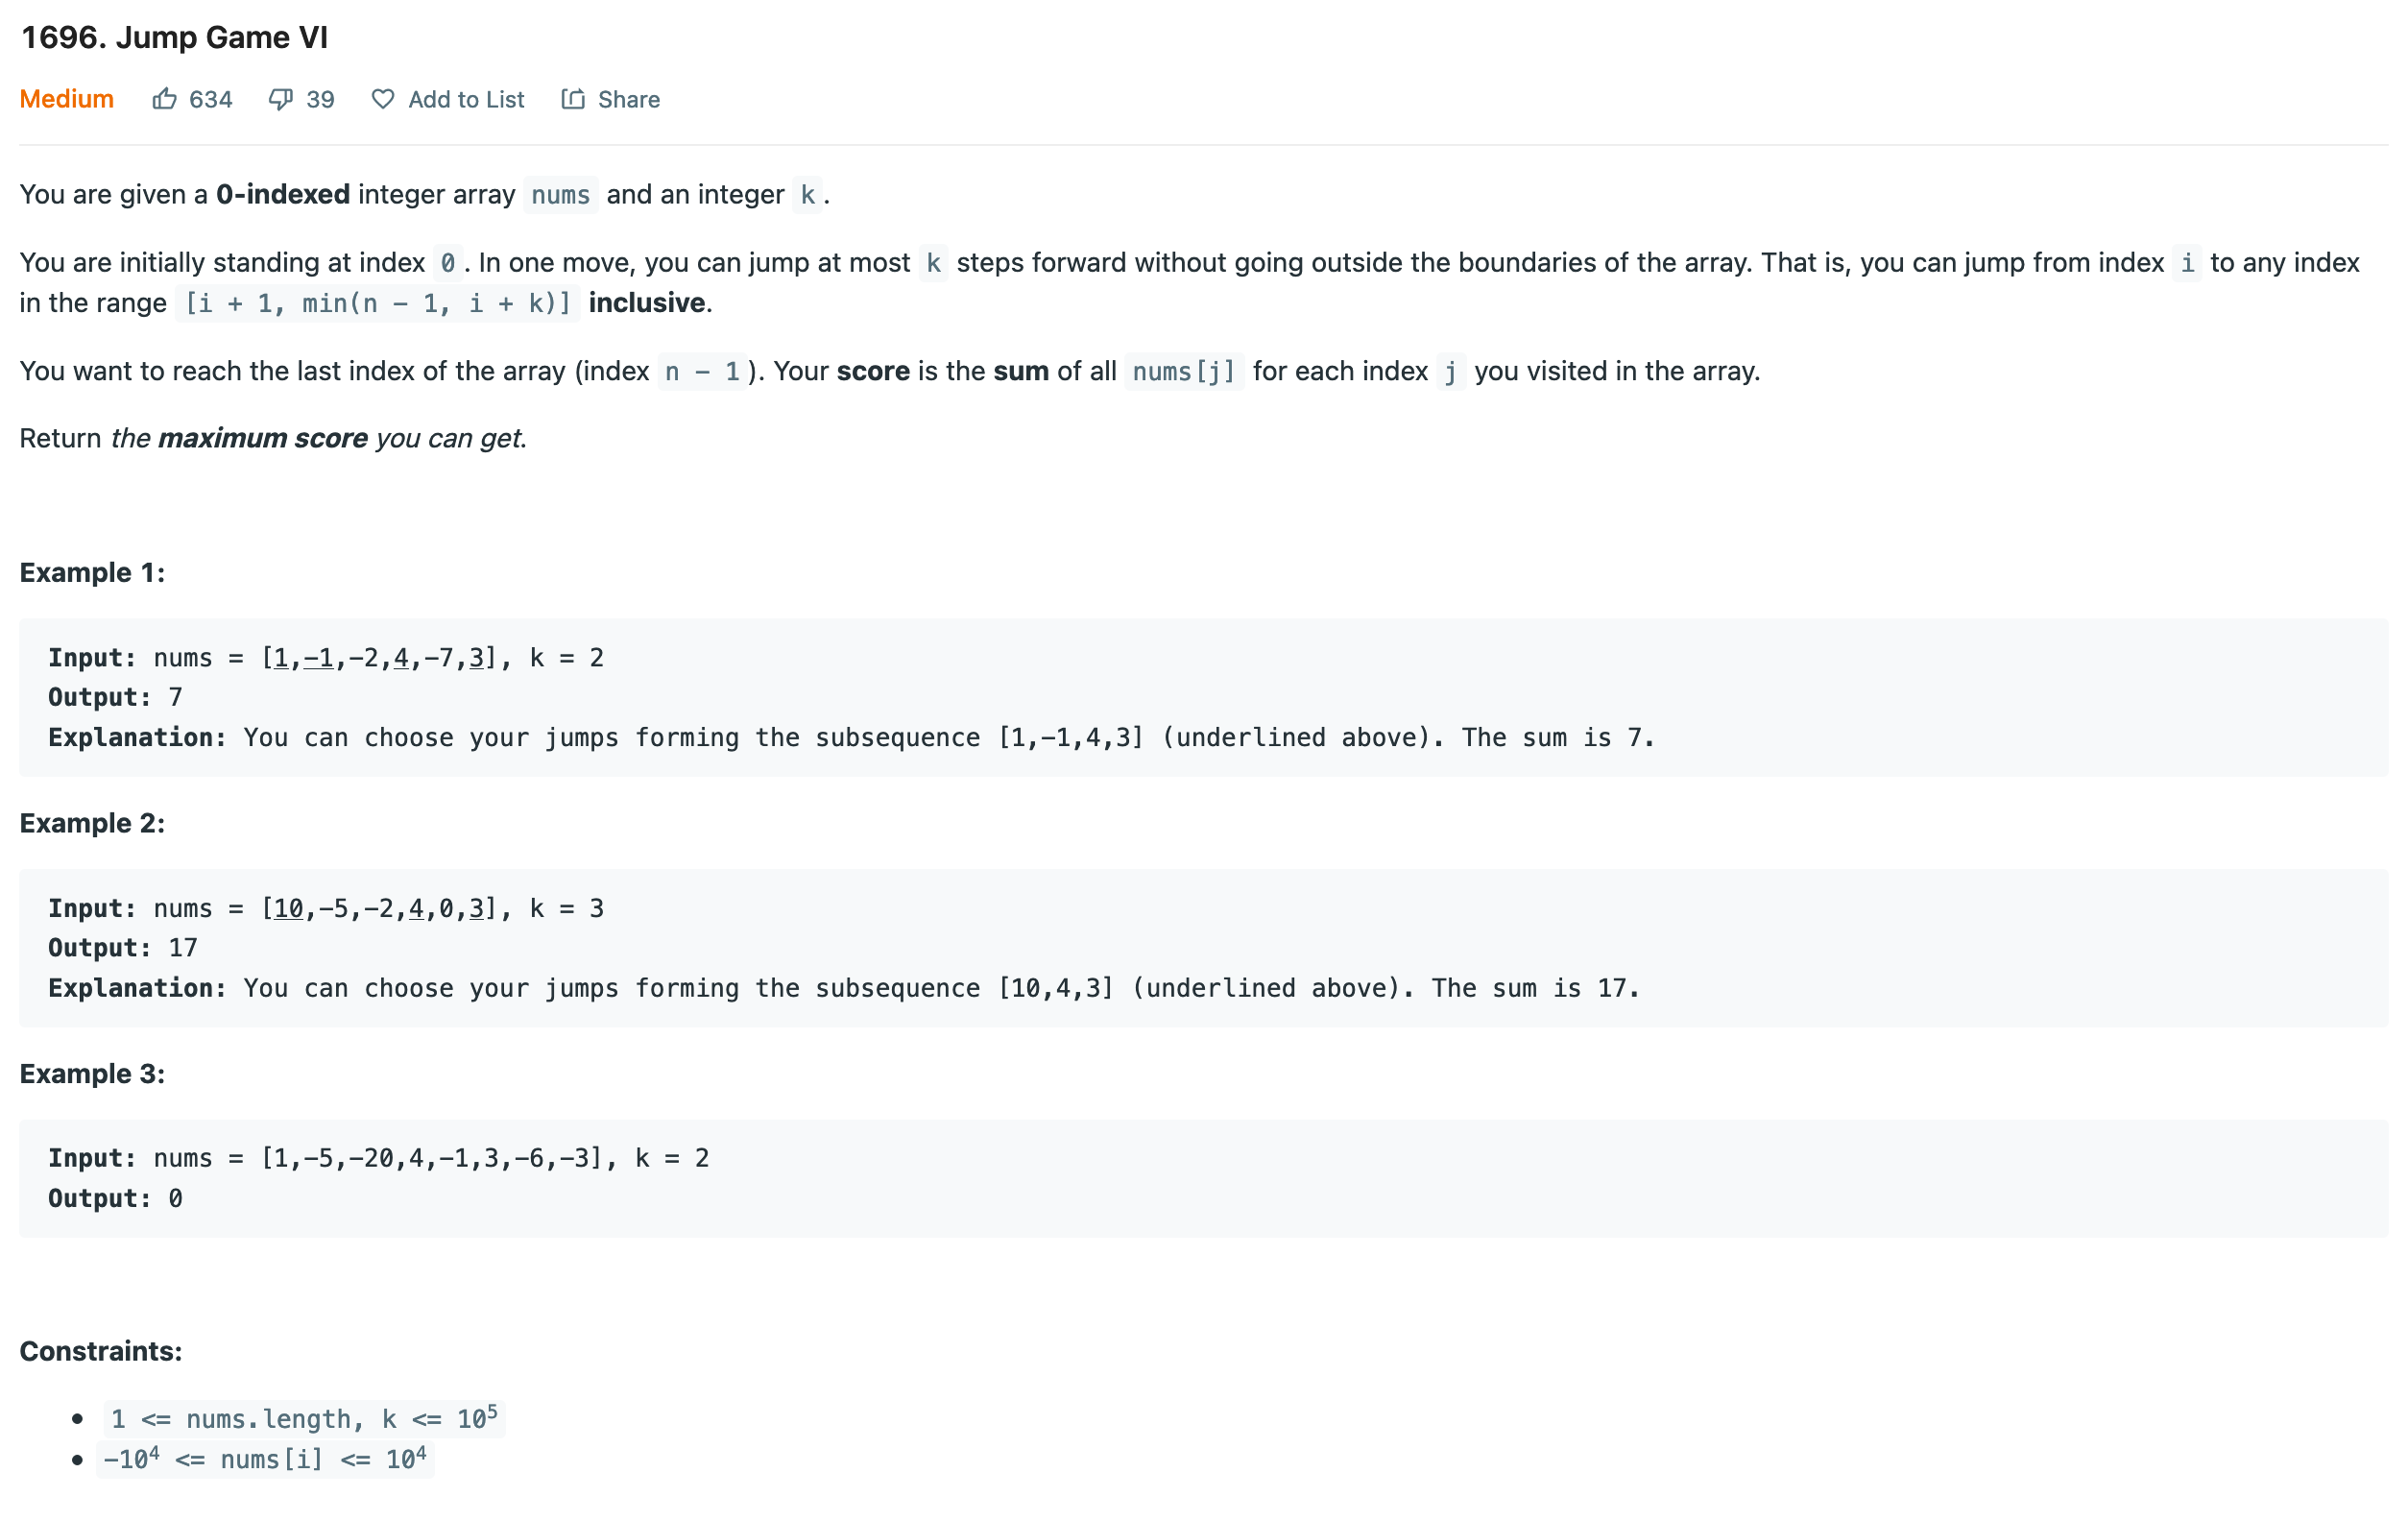 1696. Jump Game VI
Medium 634 39 Add to List Share
You are given a 0-indexed integer array nums and an integer k.
You are initially standing at index 0. In one move, you can jump at most k steps forward without going outside the boundaries of the array. That is, you can jump from index i to any index
in the range [i + 1, min(n - 1, i + k)] inclusive.
You want to reach the last index of the array (index n - 1). Your score is the sum of all nums[j] for each index j you visited in the array.
Return the maximum score you can get.
Example 1:
Input: nums = [1,-1,-2,4,-7,3], k = 2
Output: 7
Explanation: You can choose your jumps forming the subsequence [1,-1,4,3] (underlined above). The sum is 7.
Example 2:
Input: nums = [10,-5,-2,4,0,3], k = 3
Output: 17
Explanation: You can choose your jumps forming the subsequence [10,4,3] (underlined above). The sum is 17.
Example 3:
Input: nums = [1,-5,-20,4,-1,3,-6,-3], k = 2
Output: 0
Constraints:
• 1 <= nums.length, k <= 10⁵
• -10⁴ <= nums[i] <= 10⁴